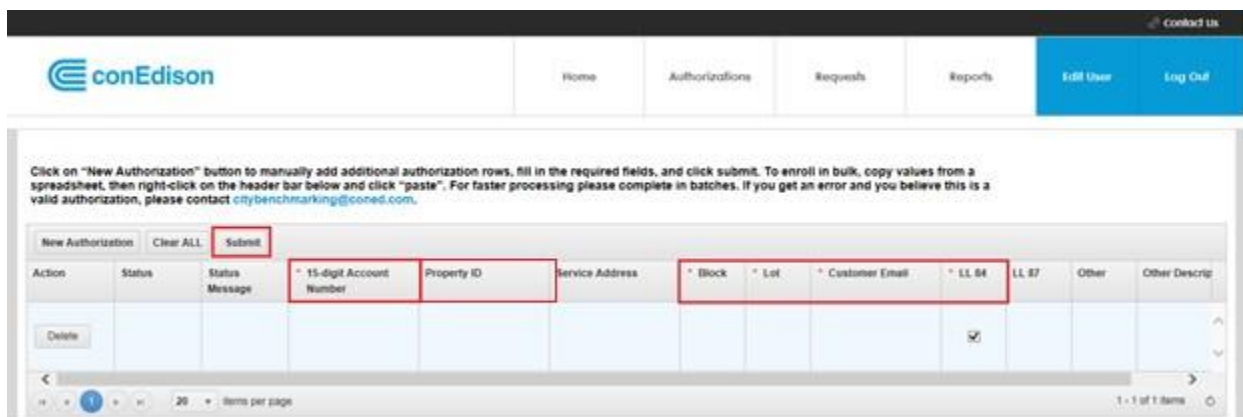 Contact Us
conEdison
Home
Authorizations
Requests
Reports
Edit User
Log Out
Click on "New Authorization" button to manually add additional authorization rows, fill in the required fields, and click submit. To enroll in bulk, copy values from a
spreadsheet, then right-click on the header bar below and click "paste". For faster processing please complete in batches. If you get an error and you believe this is a
valid authorization, please contact citybenchmarking@coned.com.
New Authorization Clear ALL Submit
Action Status Status Message * 15-digit Account Number Property ID Service Address * Block * Lot * Customer Email * LL 84 LL 87 Other Other Descrip
Delete
1 20 items per page 1 - 1 of 1 items